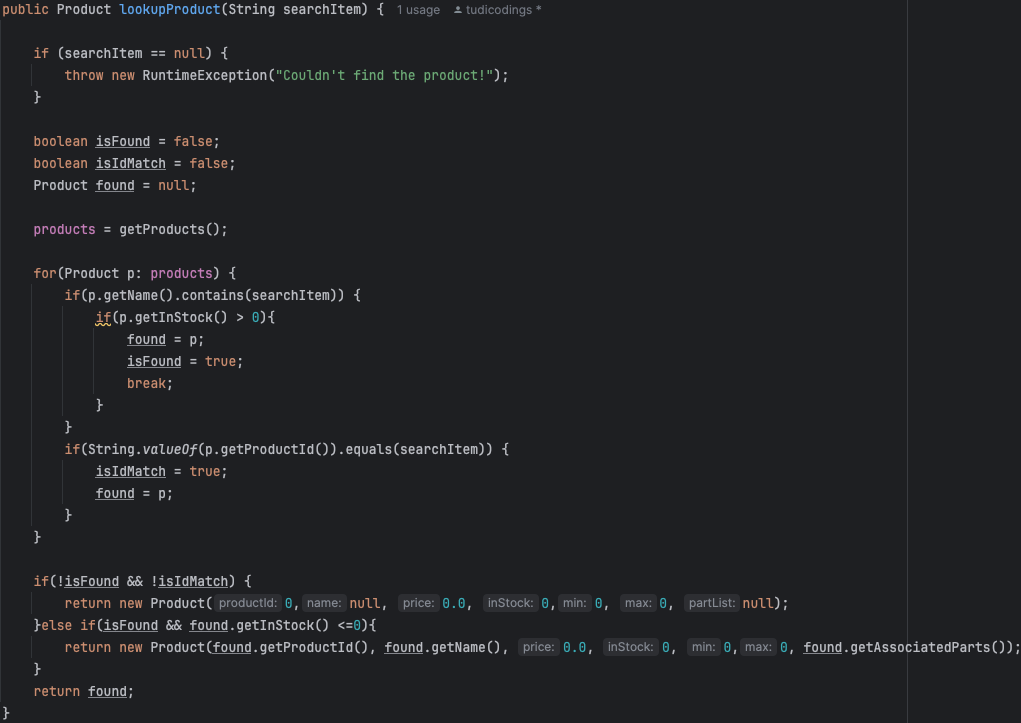 public Product lookupProduct(String searchItem) { 1 usage tudicodings *
if (searchItem == null) {
throw new RuntimeException("Couldn't find the product!");
}
boolean isFound = false;
boolean isIdMatch = false;
Product found = null;
products = getProducts();
for(Product p: products) {
if(p.getName().contains(searchItem)) {
if(p.getInStock() > 0){
found = p;
isFound = true;
break;
}
}
if(String.valueOf(p.getProductId()).equals(searchItem)) {
isIdMatch = true;
found = p;
}
}
if(!isFound && !isIdMatch) {
return new Product( productId: 0, name: null, price: 0.0, inStock: 0, min: 0, max: 0, partList: null);
}else if(isFound && found.getInStock() <=0){
return new Product(found.getProductId(), found.getName(), price: 0.0, inStock: 0, min: 0, max: 0, found.getAssociatedParts());
}
return found;
}